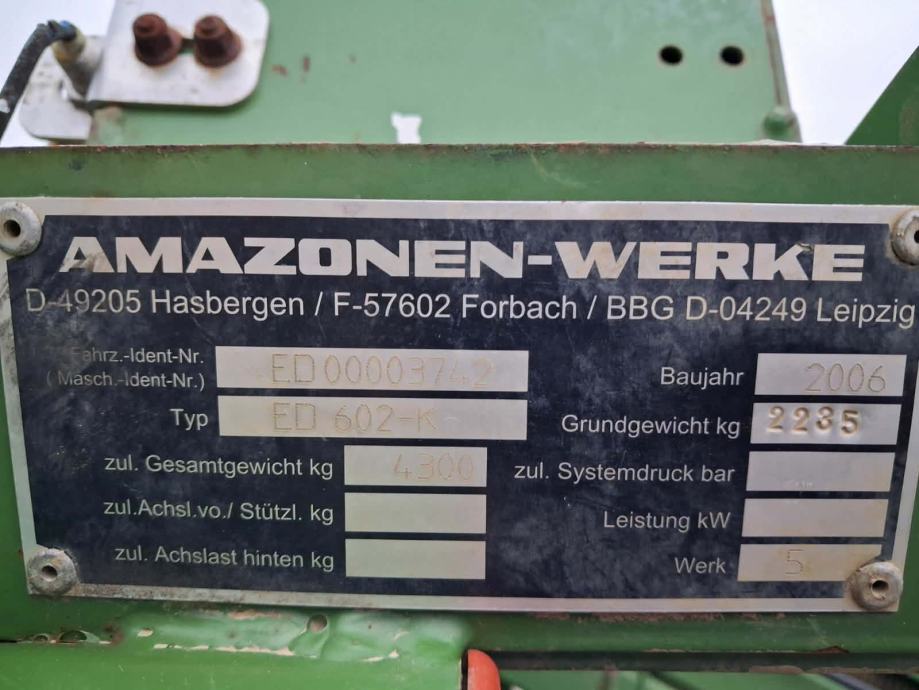 AMAZONEN-WERKE
D-49205 Hasbergen / F-57602 Forbach / BBG D-04249 Leipzig
Fahrz.-Ident-Nr.
( Masch.-Ident-Nr.) ED00003742
Baujahr 2006
Typ ED 602-K
Grundgewicht kg 2235
zul. Gesamtgewicht kg 4300
zul. Systemdruck bar
zul.Achsl.vo./ Stützl. kg
Leistung kW
zul. Achslast hinten kg
Werk 5